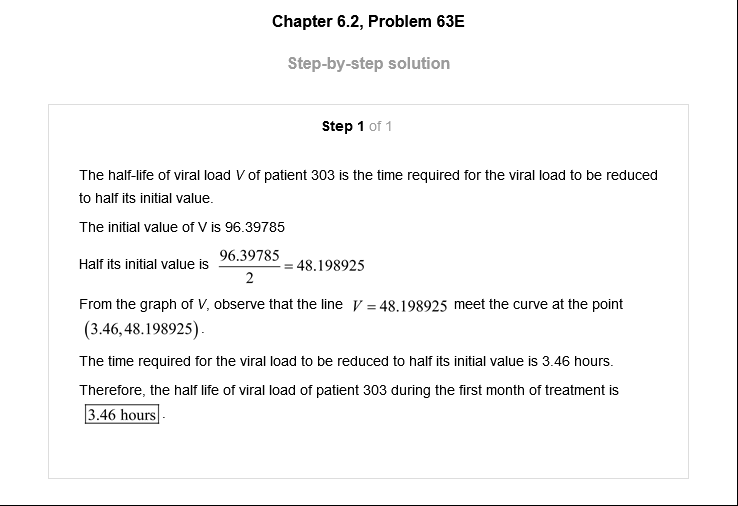 Chapter 6.2, Problem 63E
Step-by-step solution
Step 1 of 1
The half-life of viral load V of patient 303 is the time required for the viral load to be reduced
to half its initial value.
The initial value of V is 96.39785
Half its initial value is 96.39785/2 = 48.198925
From the graph of V, observe that the line V = 48.198925 meet the curve at the point
(3.46, 48.198925).
The time required for the viral load to be reduced to half its initial value is 3.46 hours.
Therefore, the half life of viral load of patient 303 during the first month of treatment is
3.46 hours.